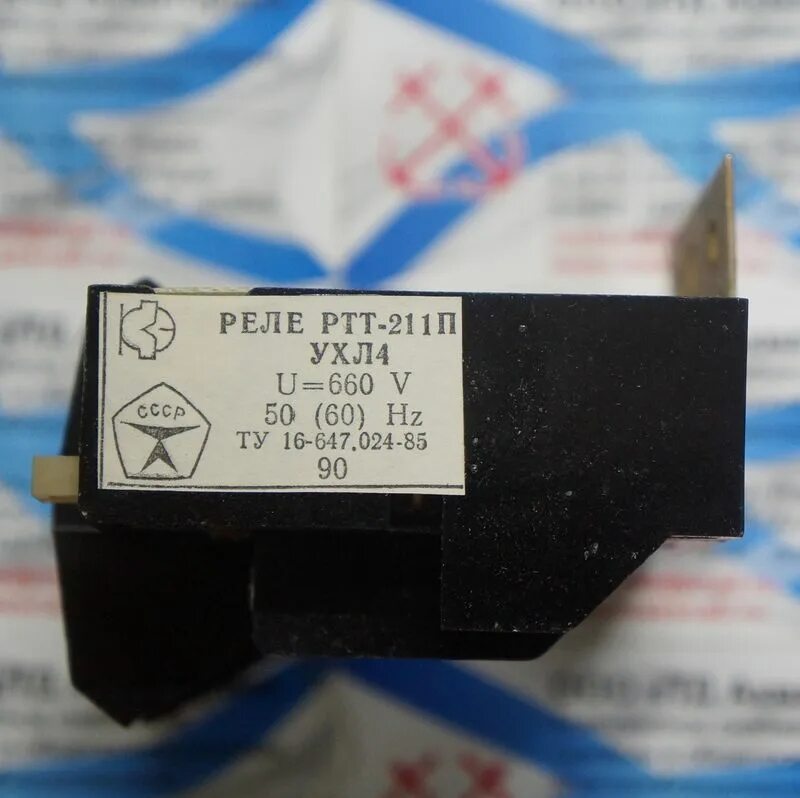 РЕЛЕ РТТ-211П
УХЛ4
U=660 V
СССР
50 (60) Hz
ТУ 16-647.024-85
90